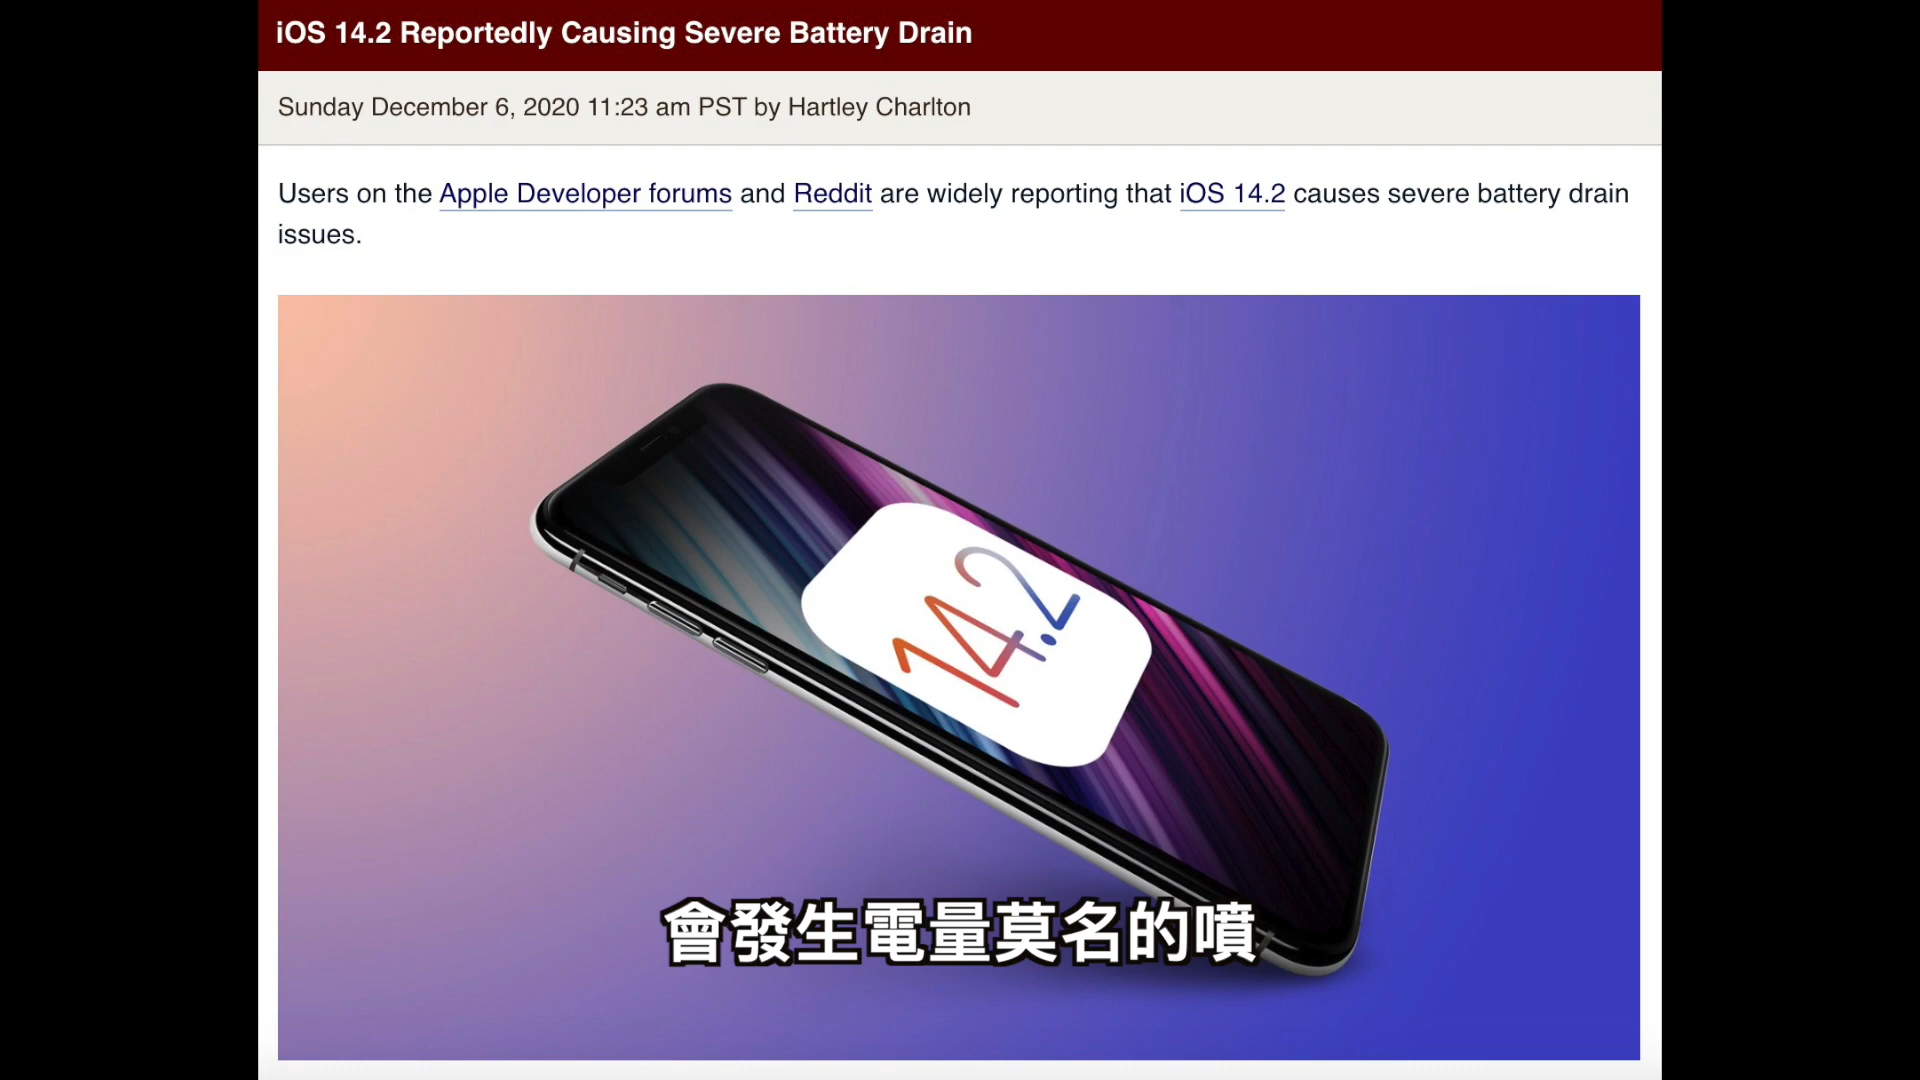 iOS 14.2 Reportedly Causing Severe Battery Drain
Sunday December 6, 2020 11:23 am PST by Hartley Charlton
Users on the Apple Developer forums and Reddit are widely reporting that iOS 14.2 causes severe battery drain
issues.
14.2
會發生電量莫名的噴